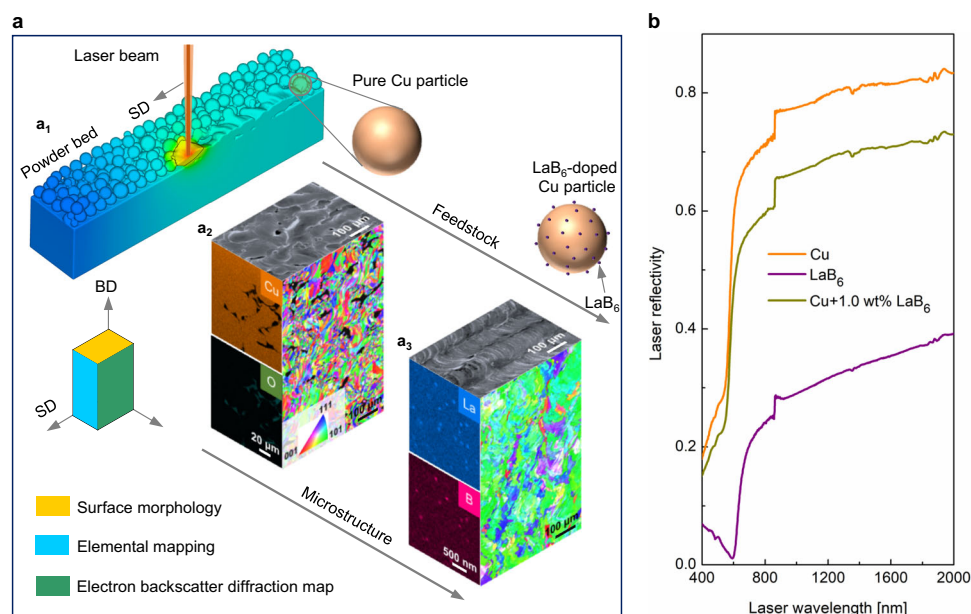 a
Laser beam
SD
a1
Powder bed
Pure Cu particle
LaB6-doped
Cu particle
Feedstock
LaB6
a2
100 µm
Cu
O
20 µm
111
001
101
100 µm
BD
SD
a3
100 µm
La
B
500 nm
100 µm
Microstructure
Surface morphology
Elemental mapping
Electron backscatter diffraction map
b
Laser reflectivity
0.8
0.6
0.4
0.2
0.0
Cu
LaB6
Cu+1.0 wt% LaB6
400 800 1200 1600 2000
Laser wavelength [nm]